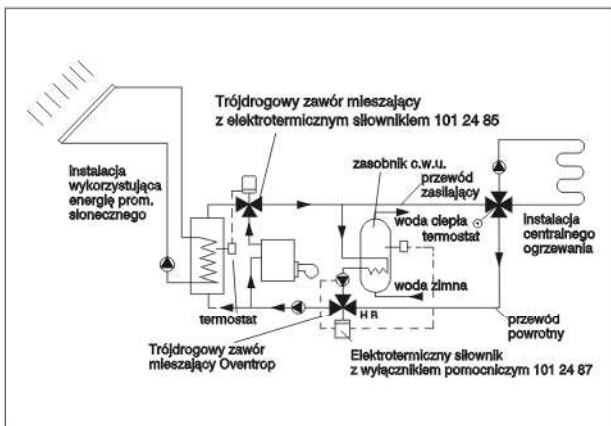 Trójdrogowy zawór mieszający
z elektrotermicznym siłownikiem 101 24 85
zasobnik c.w.u.
przewód
zasilający
Instalacja
wykorzystująca
energię prom.
słonecznego
woda ciepła
termostat
Instalacja
centralnego
ogrzewania
woda zimna
termostat
H B
przewód
powrotny
Trójdrogowy zawór
mieszający Oventrop
Elektrotermiczny siłownik
z wyłącznikiem pomocniczym 101 24 87